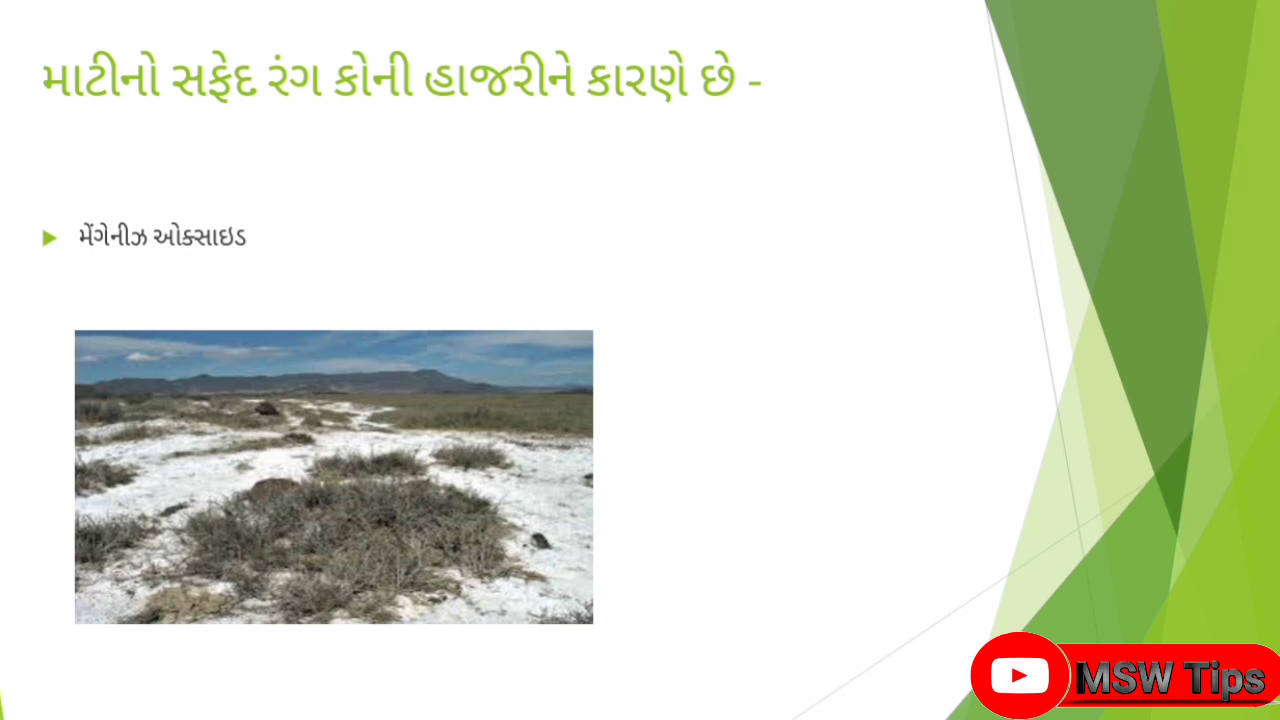 માટીનો સફેદ રંગ કોની હાજરીને કારણે છે -
મેંગેનીઝ ઓક્સાઇડ
MSW Tips